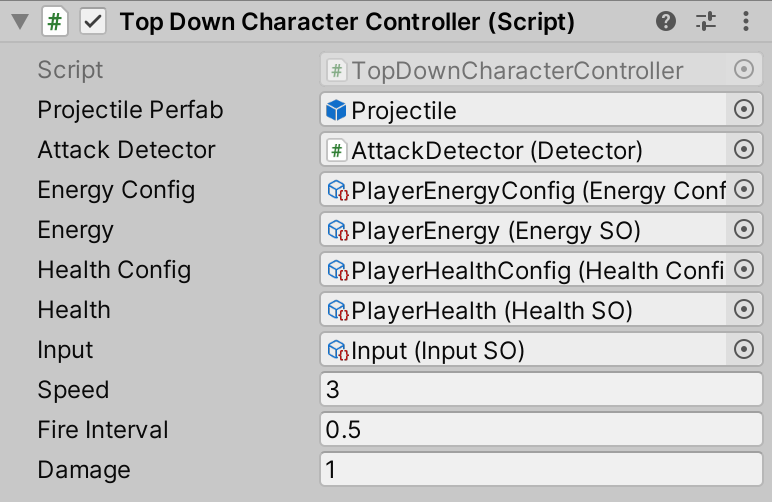 Top Down Character Controller (Script)
Script TopDownCharacterController
Projectile Perfab Projectile
Attack Detector AttackDetector (Detector)
Energy Config PlayerEnergyConfig (Energy Conf
Energy PlayerEnergy (Energy SO)
Health Config PlayerHealthConfig (Health Confi
Health PlayerHealth (Health SO)
Input Input (Input SO)
Speed 3
Fire Interval 0.5
Damage 1